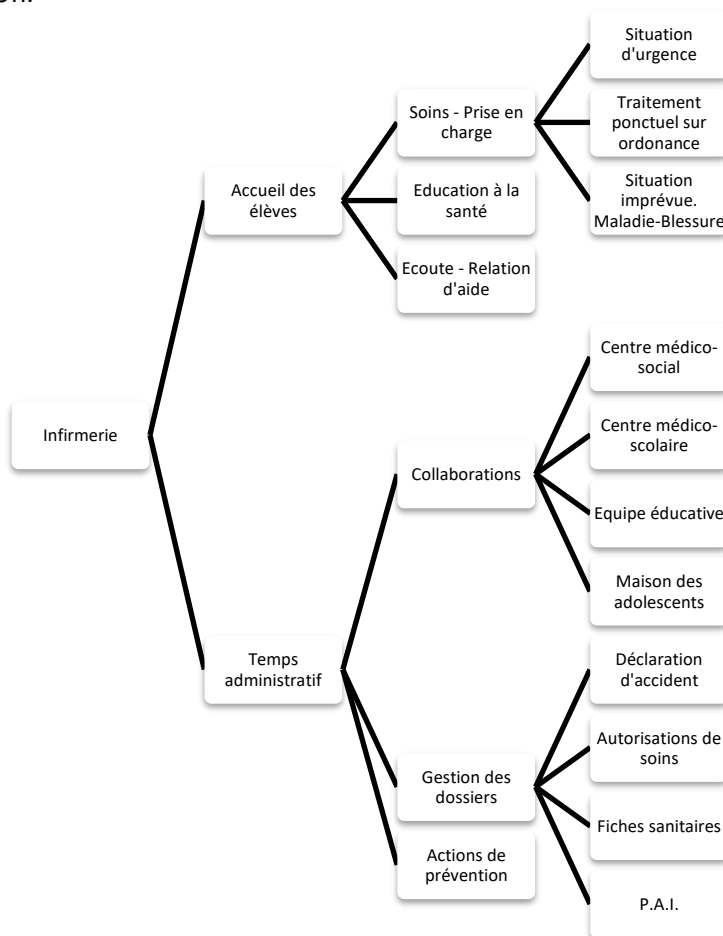 on.
Situation
d'urgence
Soins - Prise en
charge
Traitement
ponctuel sur
ordonance
Accueil des
élèves
Education à la
santé
Situation
imprévue.
Maladie-Blessure
Ecoute - Relation
d'aide
Infirmerie
Centre médico-
social
Centre médico-
scolaire
Collaborations
Equipe éducative
Maison des
adolescents
Temps
administratif
Déclaration
d'accident
Autorisations de
soins
Gestion des
dossiers
Fiches sanitaires
Actions de
prévention
P.A.I.